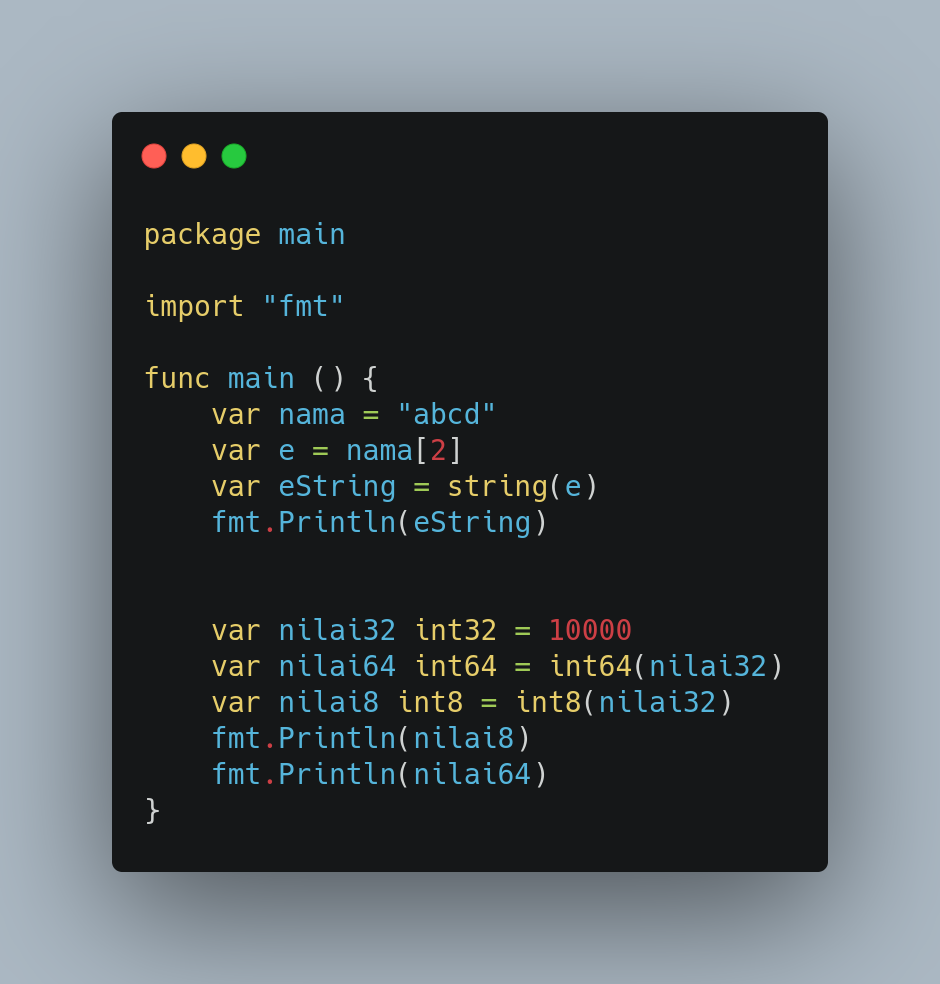 package main
import "fmt"
func main () {
    var nama = "abcd"
    var e = nama[2]
    var eString = string(e)
    fmt.Println(eString)
    var nilai32 int32 = 10000
    var nilai64 int64 = int64(nilai32)
    var nilai8 int8 = int8(nilai32)
    fmt.Println(nilai8)
    fmt.Println(nilai64)
}